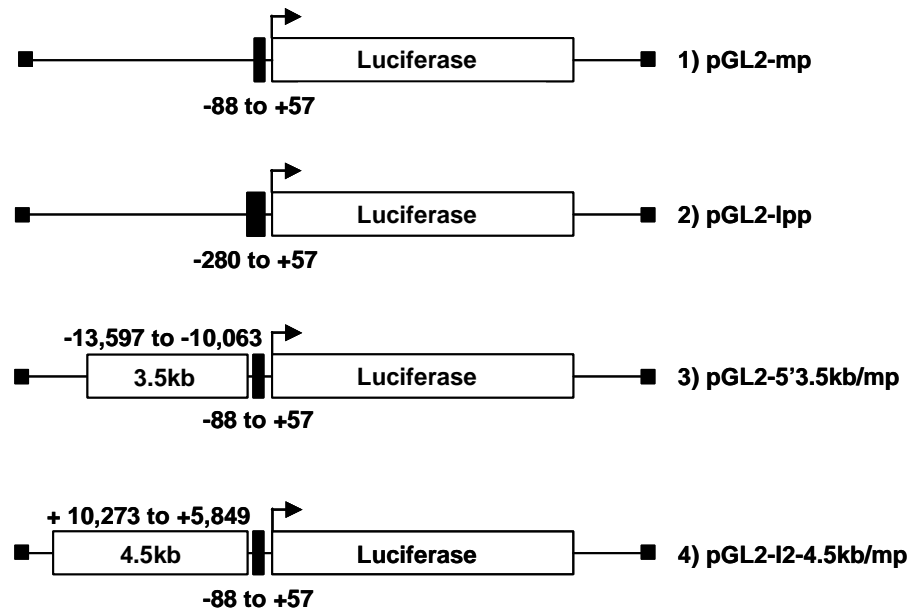 Luciferase
1) pGL2-mp
-88 to +57
Luciferase
2) pGL2-lpp
-280 to +57
-13,597 to -10,063
3.5kb
Luciferase
3) pGL2-5’3.5kb/mp
-88 to +57
+ 10,273 to +5,849
4.5kb
Luciferase
4) pGL2-I2-4.5kb/mp
-88 to +57